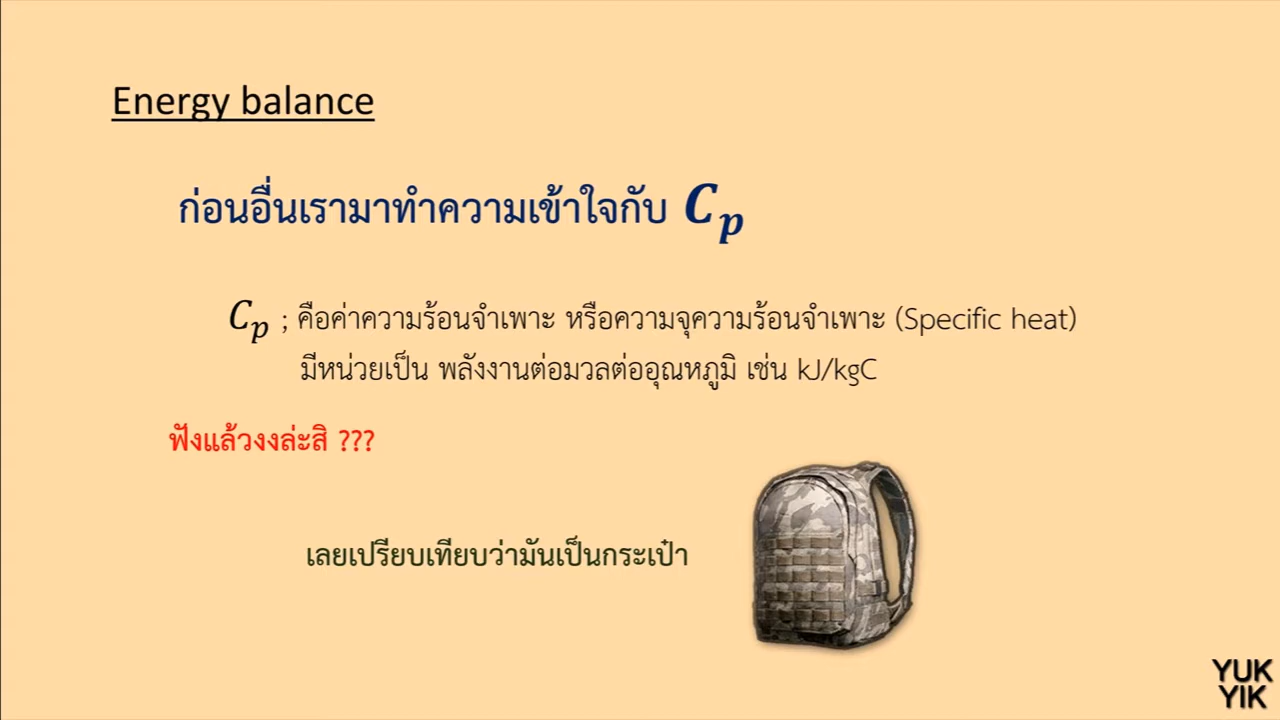 Energy balance
ก่อนอื่นเรามาทำความเข้าใจกับ Cp
Cp ; คือค่าความร้อนจำเพาะ หรือความจุความร้อนจำเพาะ (Specific heat)
มีหน่วยเป็น พลังงานต่อมวลต่ออุณหภูมิ เช่น kJ/kgC
ฟังแล้วงงล่ะสิ ???
เลยเปรียบเทียบว่ามันเป็นกระเป๋า
YUK
YIK